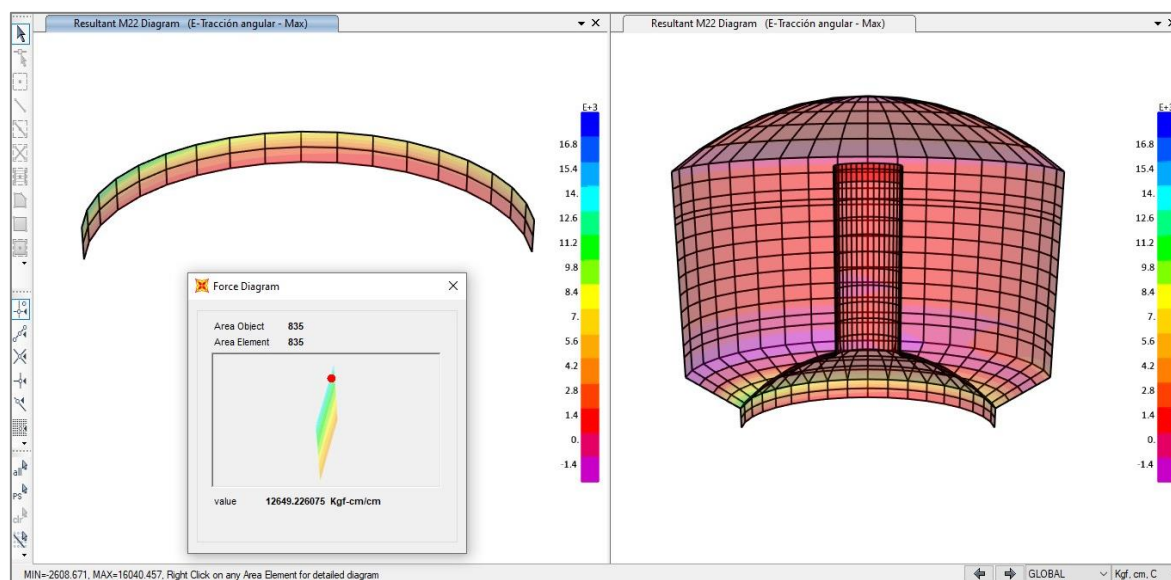 Resultant M22 Diagram (E-Tracción angular - Max)
Resultant M22 Diagram (E-Tracción angular - Max)
E+3
16.8
15.4
14.
12.6
11.2
9.8
8.4
7.
5.6
4.2
2.8
1.4
0.
-1.4
E+3
16.8
15.4
14.
12.6
11.2
9.8
8.4
7.
5.6
4.2
2.8
1.4
0.
-1.4
Force Diagram
Area Object 835
Area Element 835
value 12649.226075 Kgf-cm/cm
all
PS
clr
MIN=-2608.671, MAX=16040.457, Right Click on any Area Element for detailed diagram
GLOBAL
Kgf, cm, C